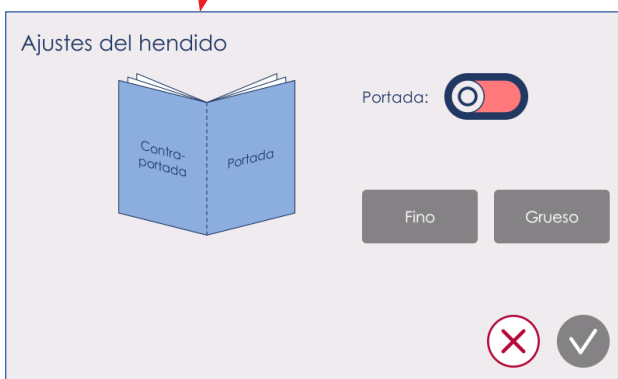 Ajustes del hendido
Contra-
portada
Portada
Portada:
Fino
Grueso